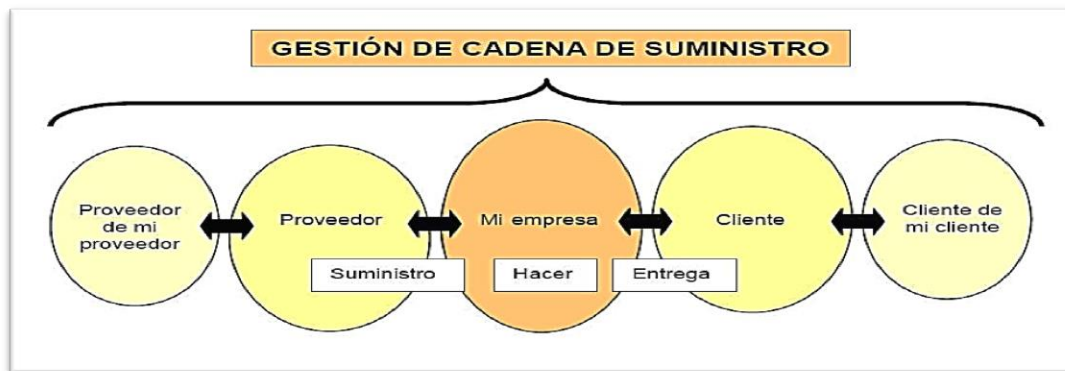 GESTIÓN DE CADENA DE SUMINISTRO
Proveedor
de mi
proveedor
Proveedor
Mi empresa
Cliente
Cliente de
mi cliente
Suministro
Hacer
Entrega